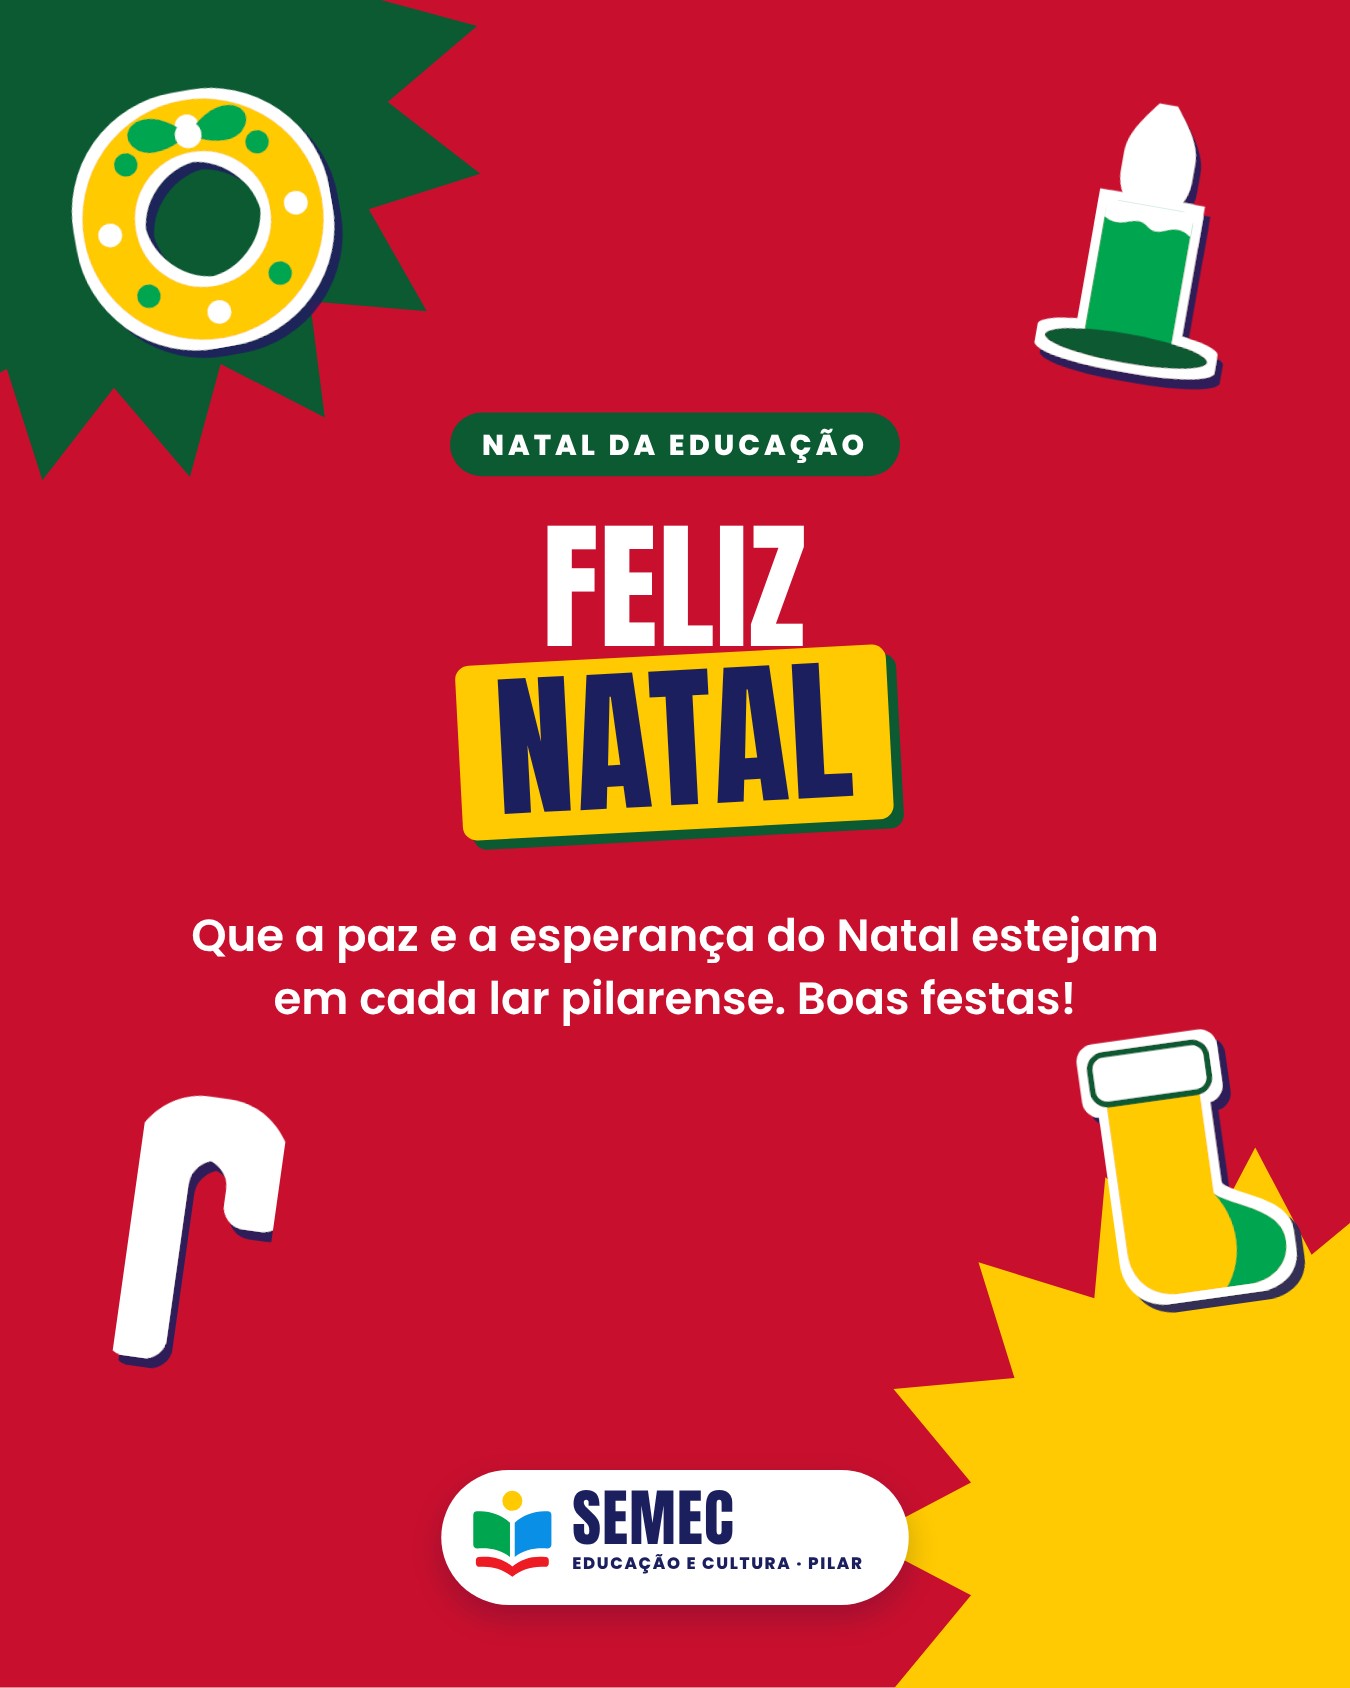 NATAL DA EDUCAÇÃO
FELIZ
NATAL
Que a paz e a esperança do Natal estejam
em cada lar pilarense. Boas festas!
SEMEC
EDUCAÇÃO E CULTURA · PILAR